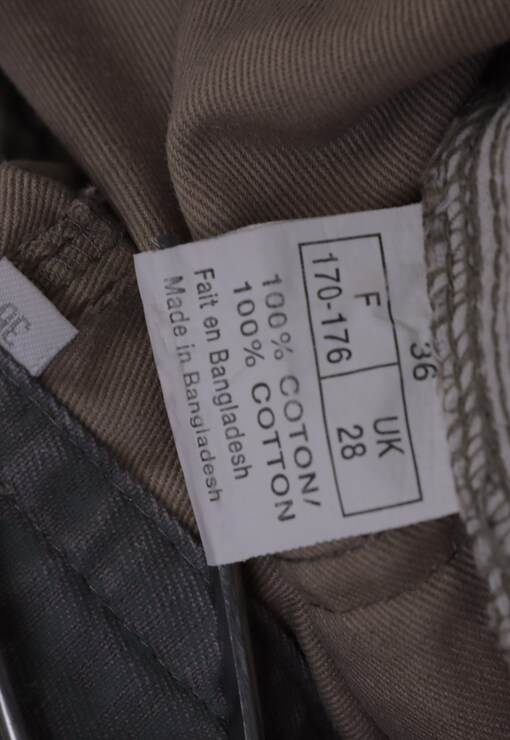 36
F UK
170-176 28
100% COTON/
100% COTTON
Fait en Bangladesh
Made in Bangladesh